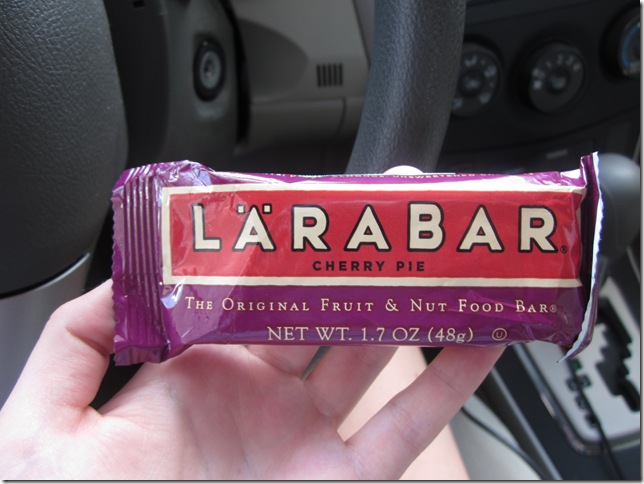 LÄRABAR®
CHERRY PIE
THE ORIGINAL FRUIT & NUT FOOD BAR®
NET WT. 1.7 OZ (48g) Ⓤ